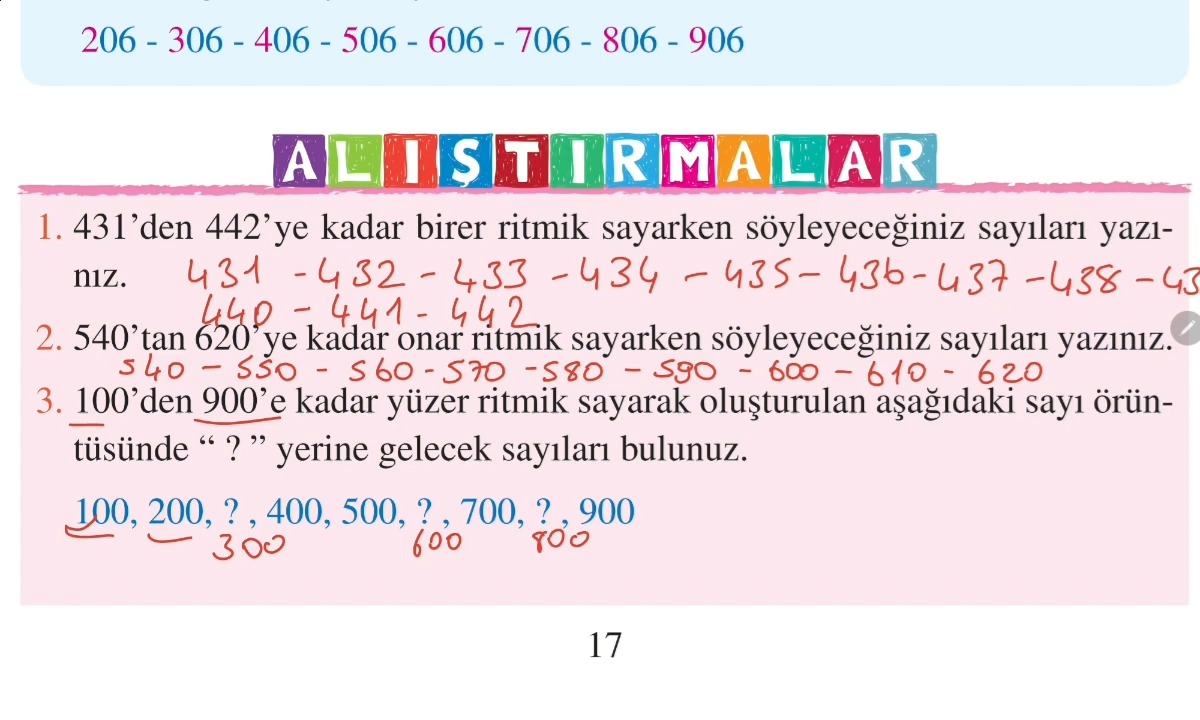 206 - 306 - 406 - 506 - 606 - 706 - 806 - 906
ALIŞTIRMALAR
1. 431’den 442’ye kadar birer ritmik sayarken söyleyeceğiniz sayıları yazı-
nız. 431 - 432 - 433 - 434 - 435 - 436 - 437 - 438 - 43
440 - 441 - 442
2. 540’tan 620’ye kadar onar ritmik sayarken söyleyeceğiniz sayıları yazınız.
540 - 550 - 560 - 570 - 580 - 590 - 600 - 610 - 620
3. 100’den 900’e kadar yüzer ritmik sayarak oluşturulan aşağıdaki sayı örün-
tüsünde “ ? ” yerine gelecek sayıları bulunuz.
100, 200, ? , 400, 500, ? , 700, ? , 900
300 600 800
17